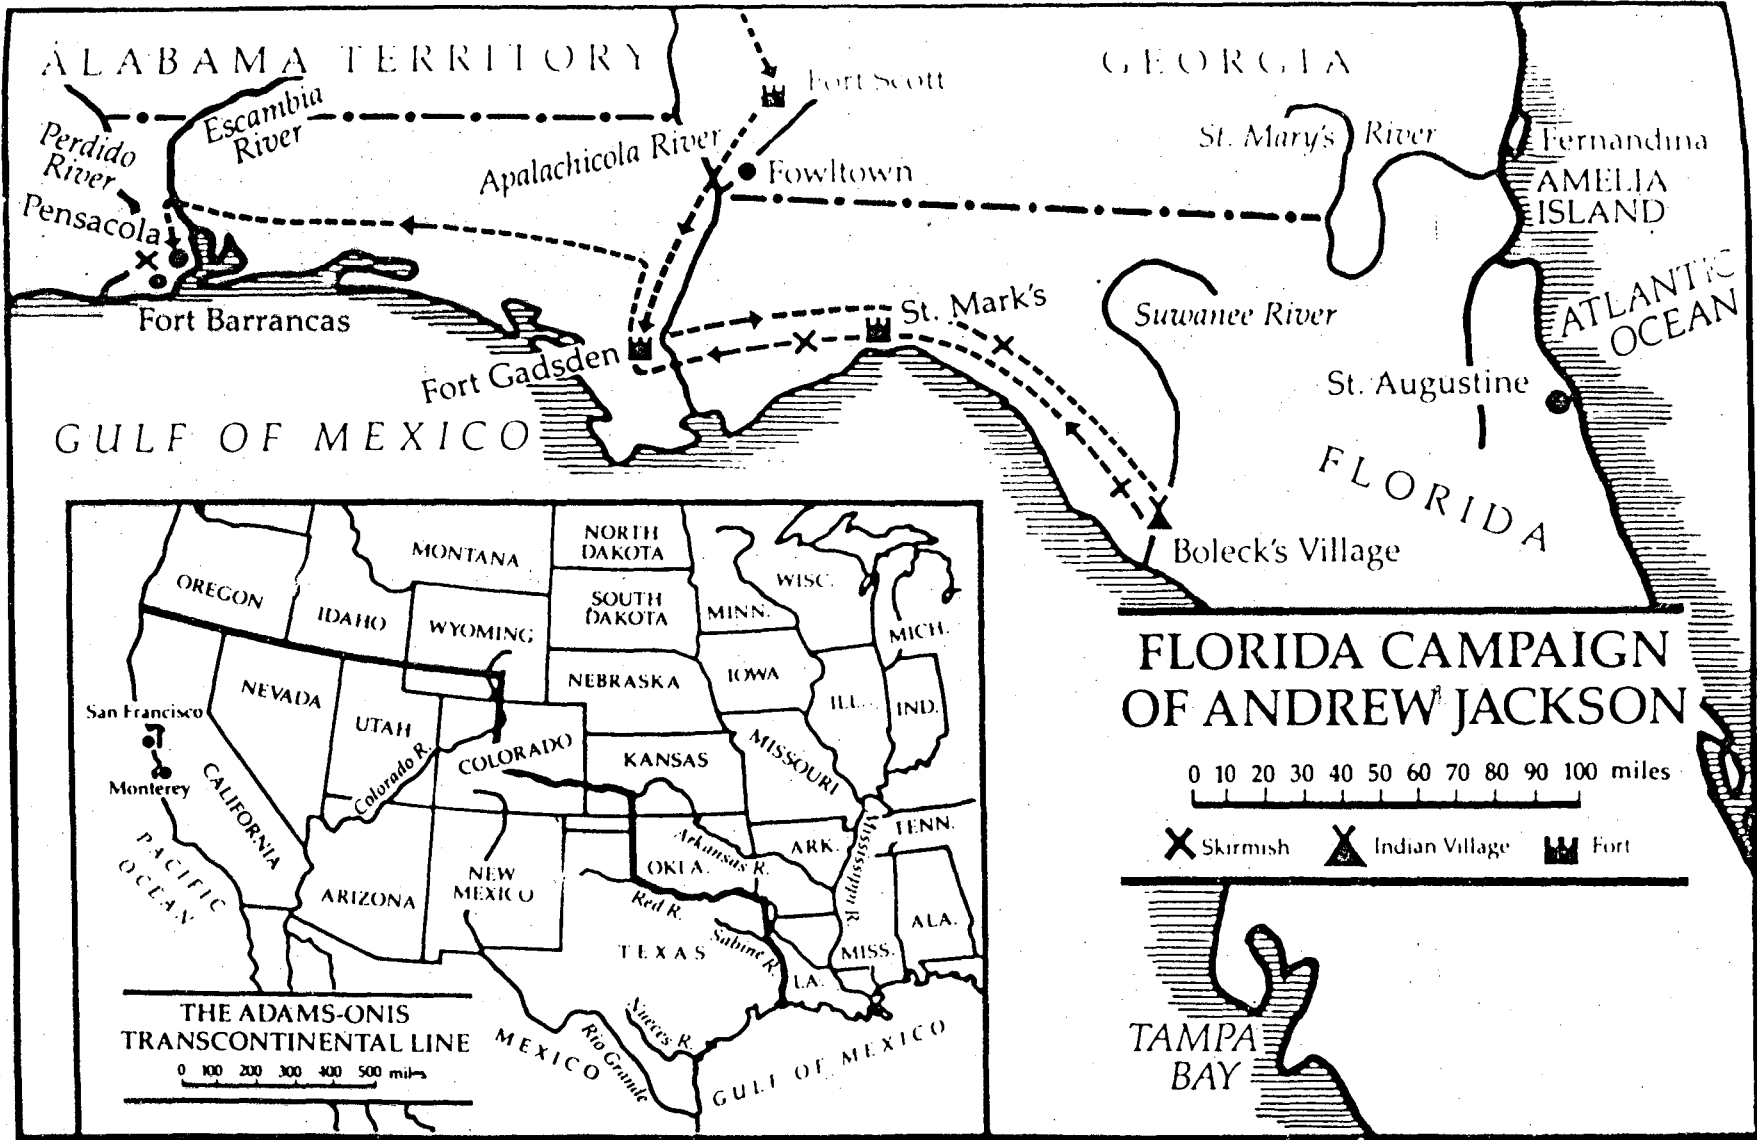 ALABAMA TERRITORY
GEORGIA
Fort Scott
Escambia
River
Perdido
River
Apalachicola River
St. Mary's River
Fernandina
Fowltown
AMELIA
ISLAND
Pensacola
ATLANTIC
OCEAN
St. Mark's
Suwanee River
Fort Barrancas
Fort Gadsden
St. Augustine
GULF OF MEXICO
FLORIDA
Boleck's Village
FLORIDA CAMPAIGN
OF ANDREW JACKSON
0 10 20 30 40 50 60 70 80 90 100 miles
Skirmish Indian Village Fort
TAMPA
BAY
NORTH
DAKOTA
MONTANA
WISC.
OREGON
SOUTH
DAKOTA
MINN.
IDAHO
WYOMING
MICH.
NEBRASKA
IOWA
NEVADA
ILL.
IND.
San Francisco
UTAH
COLORADO
KANSAS
MISSOURI
Colorado R.
Monterey
CALIFORNIA
PACIFIC
OCEAN
Arkansas R.
ARK.
TENN.
Mississippi R.
OKLA.
NEW
MEXICO
ARIZONA
Red R.
ALA.
TEXAS
Sabine R.
MISS.
LA.
THE ADAMS-ONIS
TRANSCONTINENTAL LINE
0 100 200 300 400 500 miles
MEXICO
Rio Grande
Nueces R.
GULF OF MEXICO